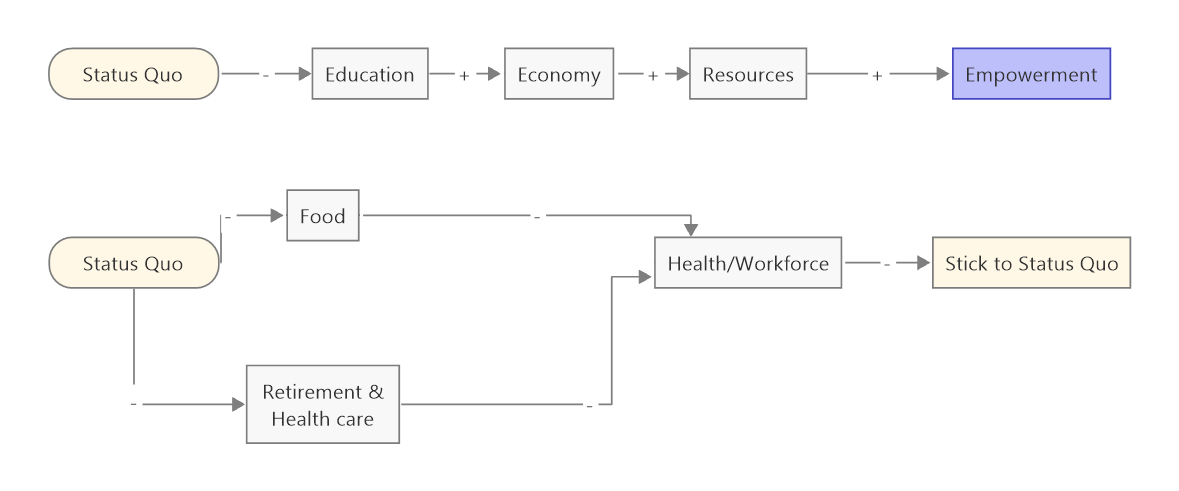 Status Quo - Education + Economy + Resources + Empowerment
- Food -
Status Quo
Health/Workforce - Stick to Status Quo
Retirement &
Health care
- -